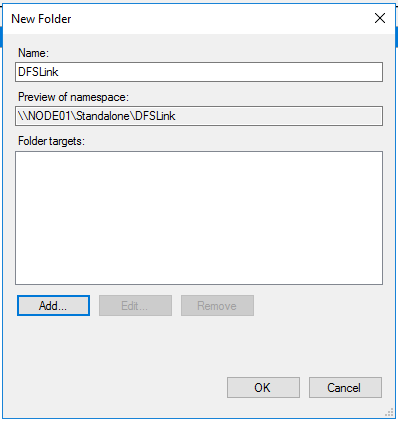 New Folder
Name:
DFSLink
Preview of namespace:
\\NODE01\Standalone\DFSLink
Folder targets:
Add... Edit... Remove
OK Cancel